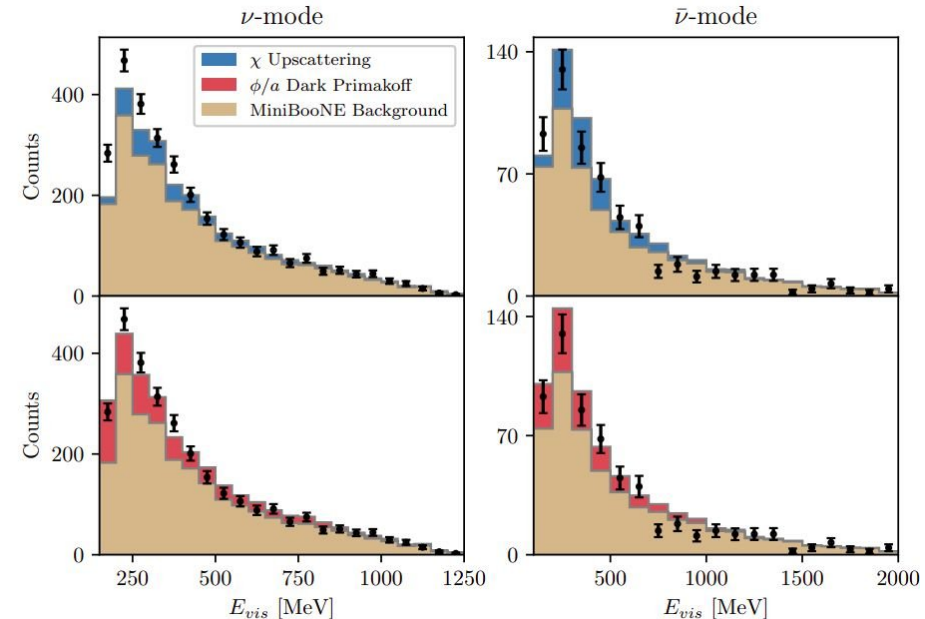 ν-mode
ν̄-mode
χ Upscattering
φ/a Dark Primakoff
MiniBooNE Background
Counts
400
200
0
140
70
0
Counts
400
200
0
140
70
0
250 500 750 1000 1250
500 1000 1500 2000
E_vis [MeV]
E_vis [MeV]